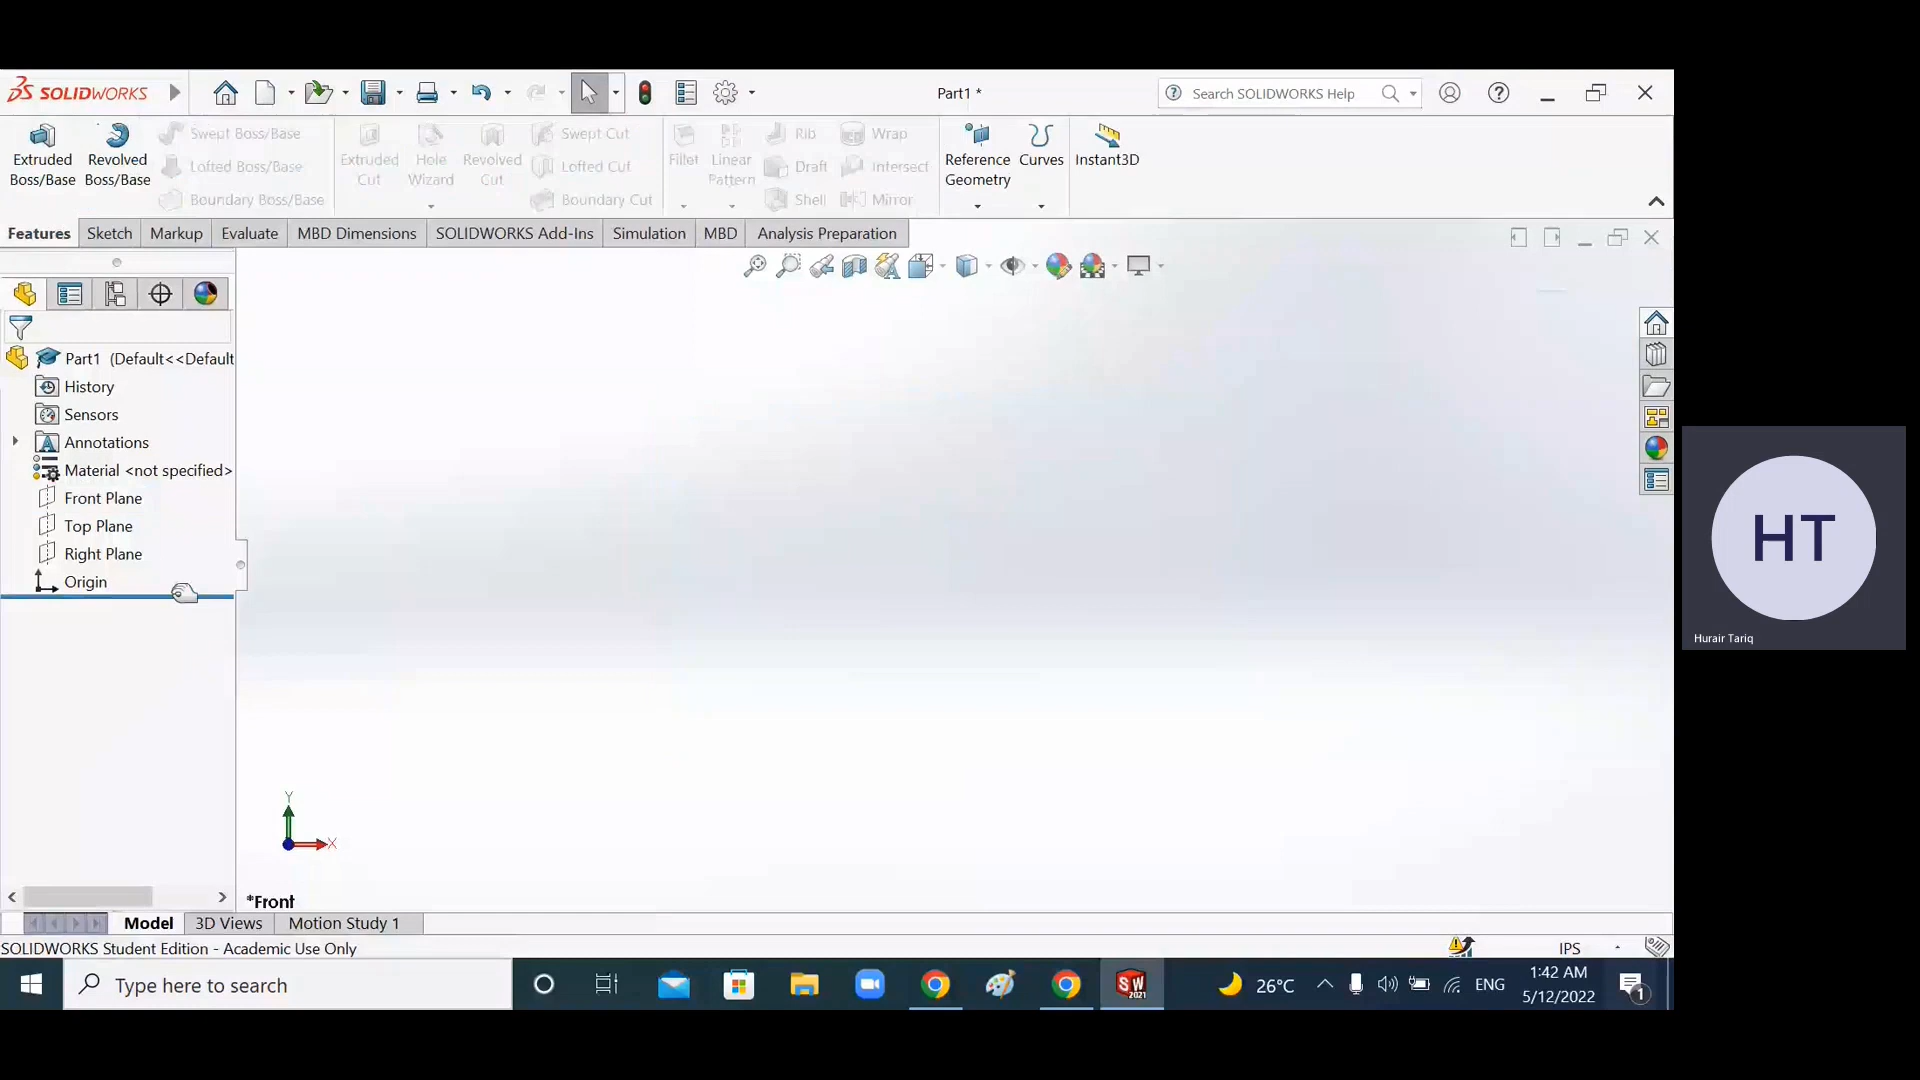 SOLIDWORKS
Part1 *
Search SOLIDWORKS Help
Extruded Boss/Base
Revolved Boss/Base
Swept Boss/Base
Lofted Boss/Base
Boundary Boss/Base
Extruded Cut
Hole Wizard
Revolved Cut
Swept Cut
Lofted Cut
Boundary Cut
Fillet
Linear Pattern
Rib
Draft
Shell
Wrap
Intersect
Mirror
Reference Geometry
Curves
Instant3D
Features Sketch Markup Evaluate MBD Dimensions SOLIDWORKS Add-Ins Simulation MBD Analysis Preparation
Part1 (Default<<Default
History
Sensors
Annotations
Material <not specified>
Front Plane
Top Plane
Right Plane
Origin
HT
Hurair Tariq
Y
X
*Front
Model 3D Views Motion Study 1
SOLIDWORKS Student Edition - Academic Use Only
IPS
Type here to search
SW
2021
26°C
ENG
1:42 AM
5/12/2022
1